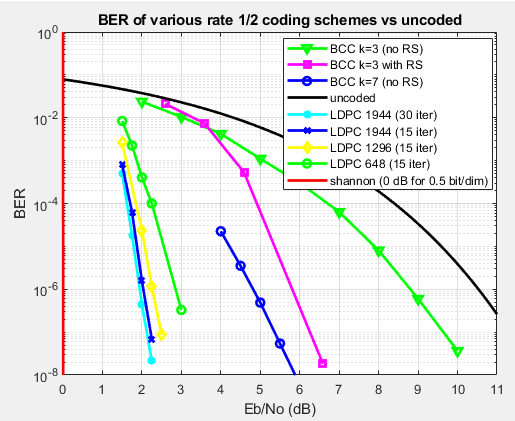 BER of various rate 1/2 coding schemes vs uncoded
BCC k=3 (no RS)
BCC k=3 with RS
BCC k=7 (no RS)
uncoded
LDPC 1944 (30 iter)
LDPC 1944 (15 iter)
LDPC 1296 (15 iter)
LDPC 648 (15 iter)
shannon (0 dB for 0.5 bit/dim)
BER
10^0
10^-2
10^-4
10^-6
10^-8
0 1 2 3 4 5 6 7 8 9 10 11
Eb/No (dB)